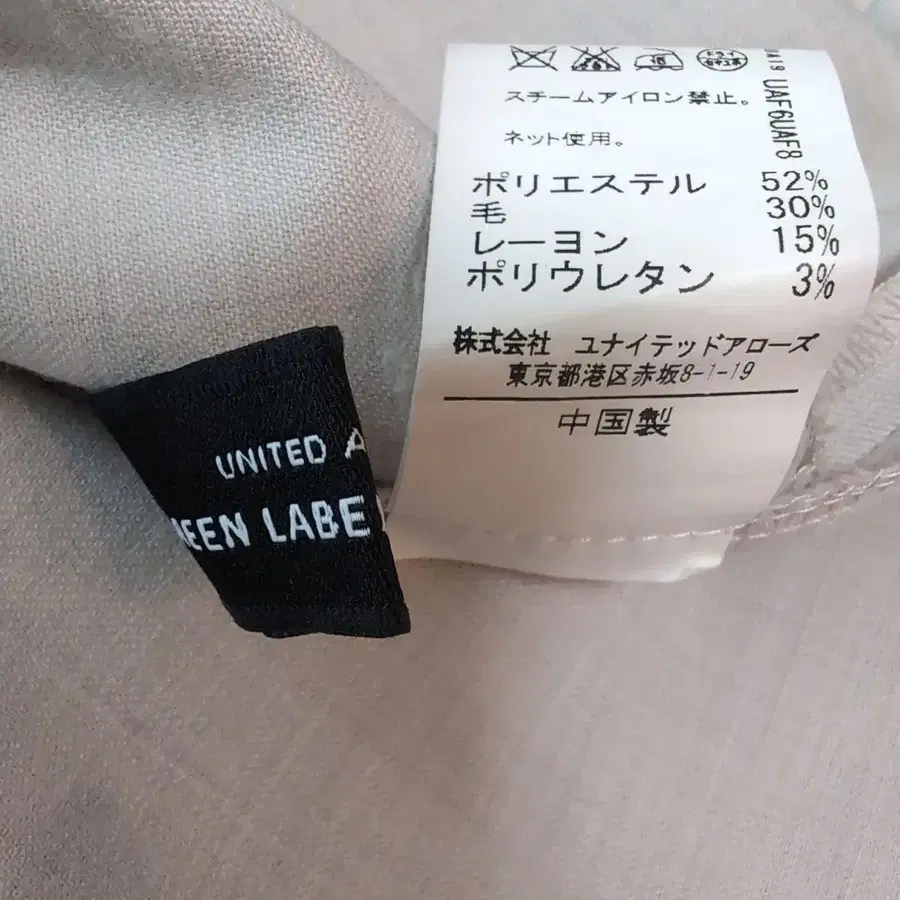 スチームアイロン禁止。
ネット使用。
ポリエステル 52%
毛 30%
レーヨン 15%
ポリウレタン 3%
株式会社 ユナイテッドアローズ
東京都港区赤坂8-1-19
中国製
UAF6UAF8
UNITED A
EEN LABE